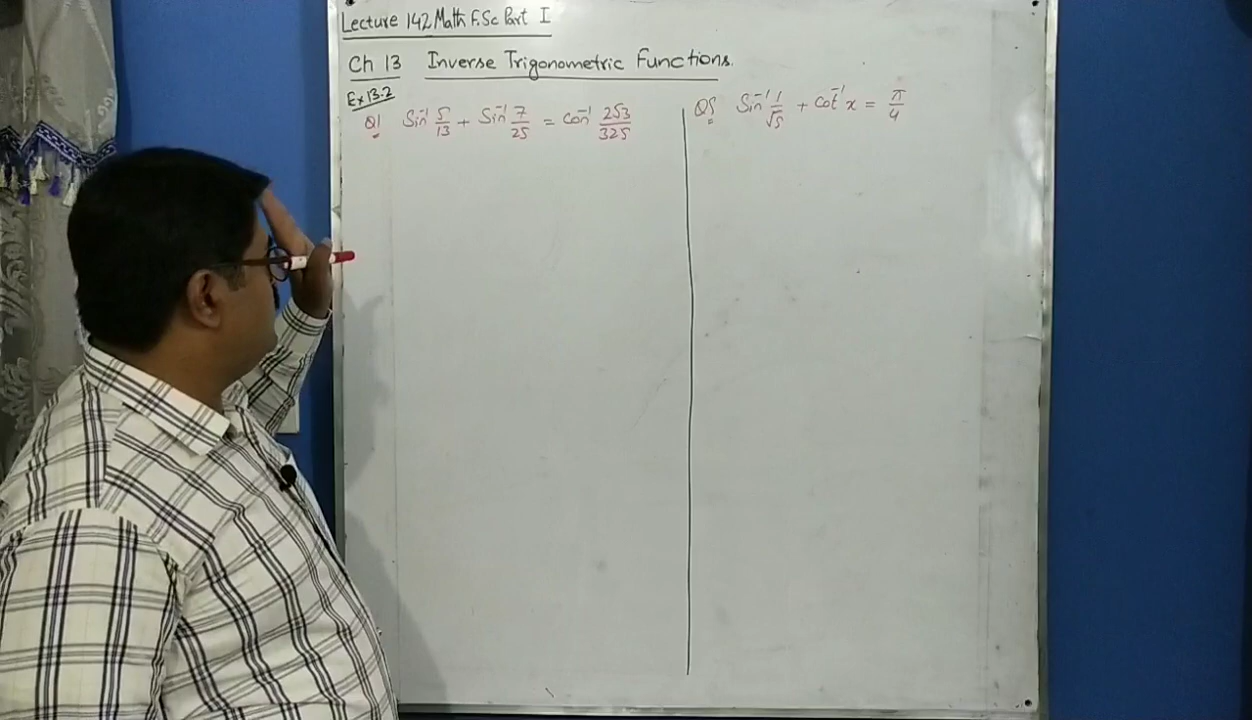 Lecture 142 Math F.Sc Part I
Ch 13 Inverse Trigonometric Functions.
Ex 13.2
Q1 Sin⁻¹ 5/13 + Sin⁻¹ 7/25 = Cos⁻¹ 253/325
Q5 Sin⁻¹ 1/√5 + Cot⁻¹ x = π/4